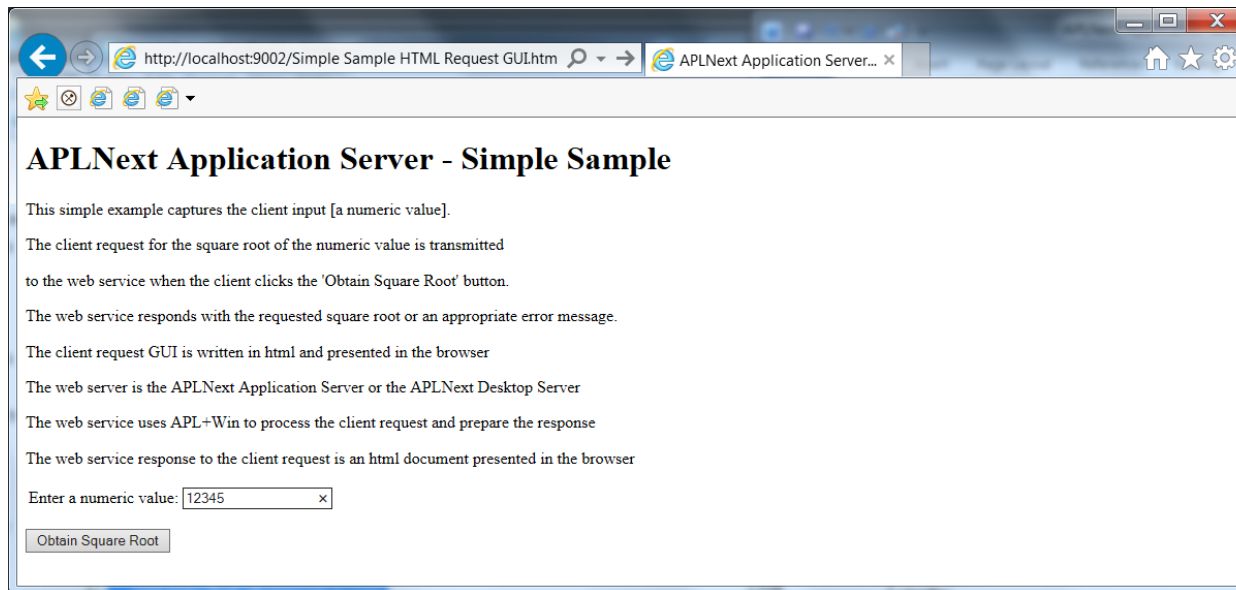 http://localhost:9002/Simple Sample HTML Request GUI.htm
APLNext Application Server...
APLNext Application Server - Simple Sample
This simple example captures the client input [a numeric value].
The client request for the square root of the numeric value is transmitted
to the web service when the client clicks the 'Obtain Square Root' button.
The web service responds with the requested square root or an appropriate error message.
The client request GUI is written in html and presented in the browser
The web server is the APLNext Application Server or the APLNext Desktop Server
The web service uses APL+Win to process the client request and prepare the response
The web service response to the client request is an html document presented in the browser
Enter a numeric value: 12345
Obtain Square Root